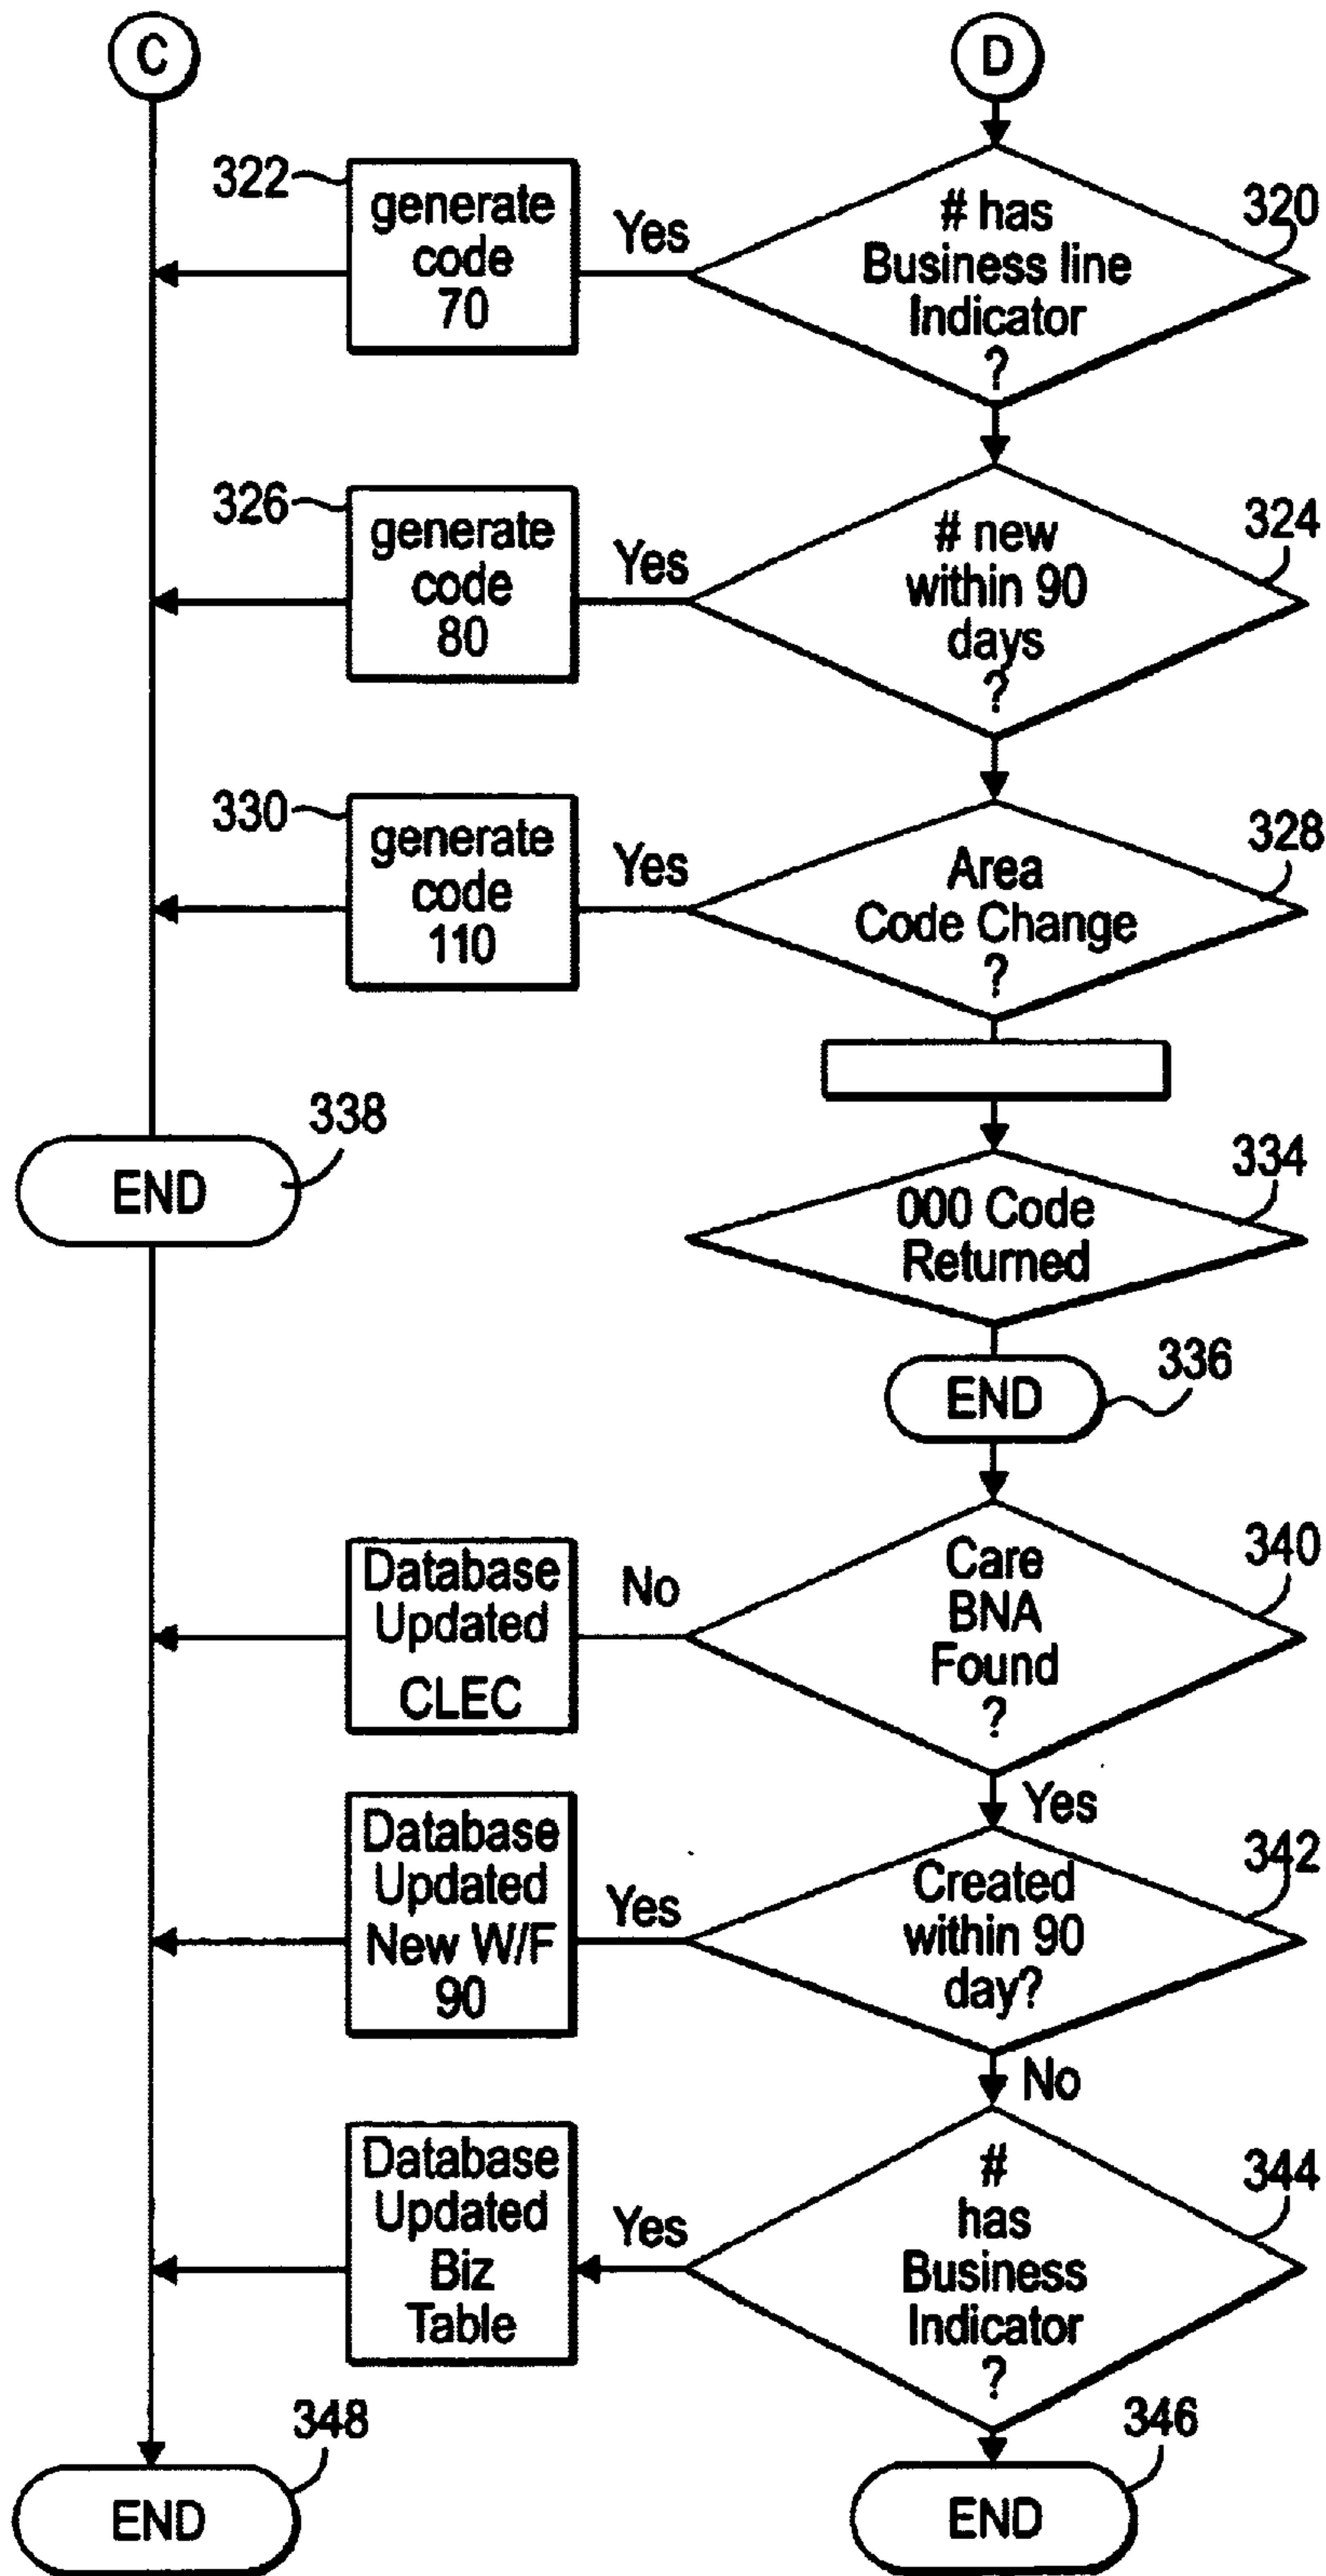 C
D
322
generate
code
70
Yes
# has
Business line
Indicator
?
320
326
generate
code
80
Yes
# new
within 90
days
?
324
330
generate
code
110
Yes
Area
Code Change
?
328
END
338
000 Code
Returned
334
END
336
Database
Updated
CLEC
No
Care
BNA
Found
?
340
Yes
Database
Updated
New W/F
90
Yes
Created
within 90
day?
342
No
Database
Updated
Biz
Table
Yes
#
has
Business
Indicator
?
344
END
348
END
346